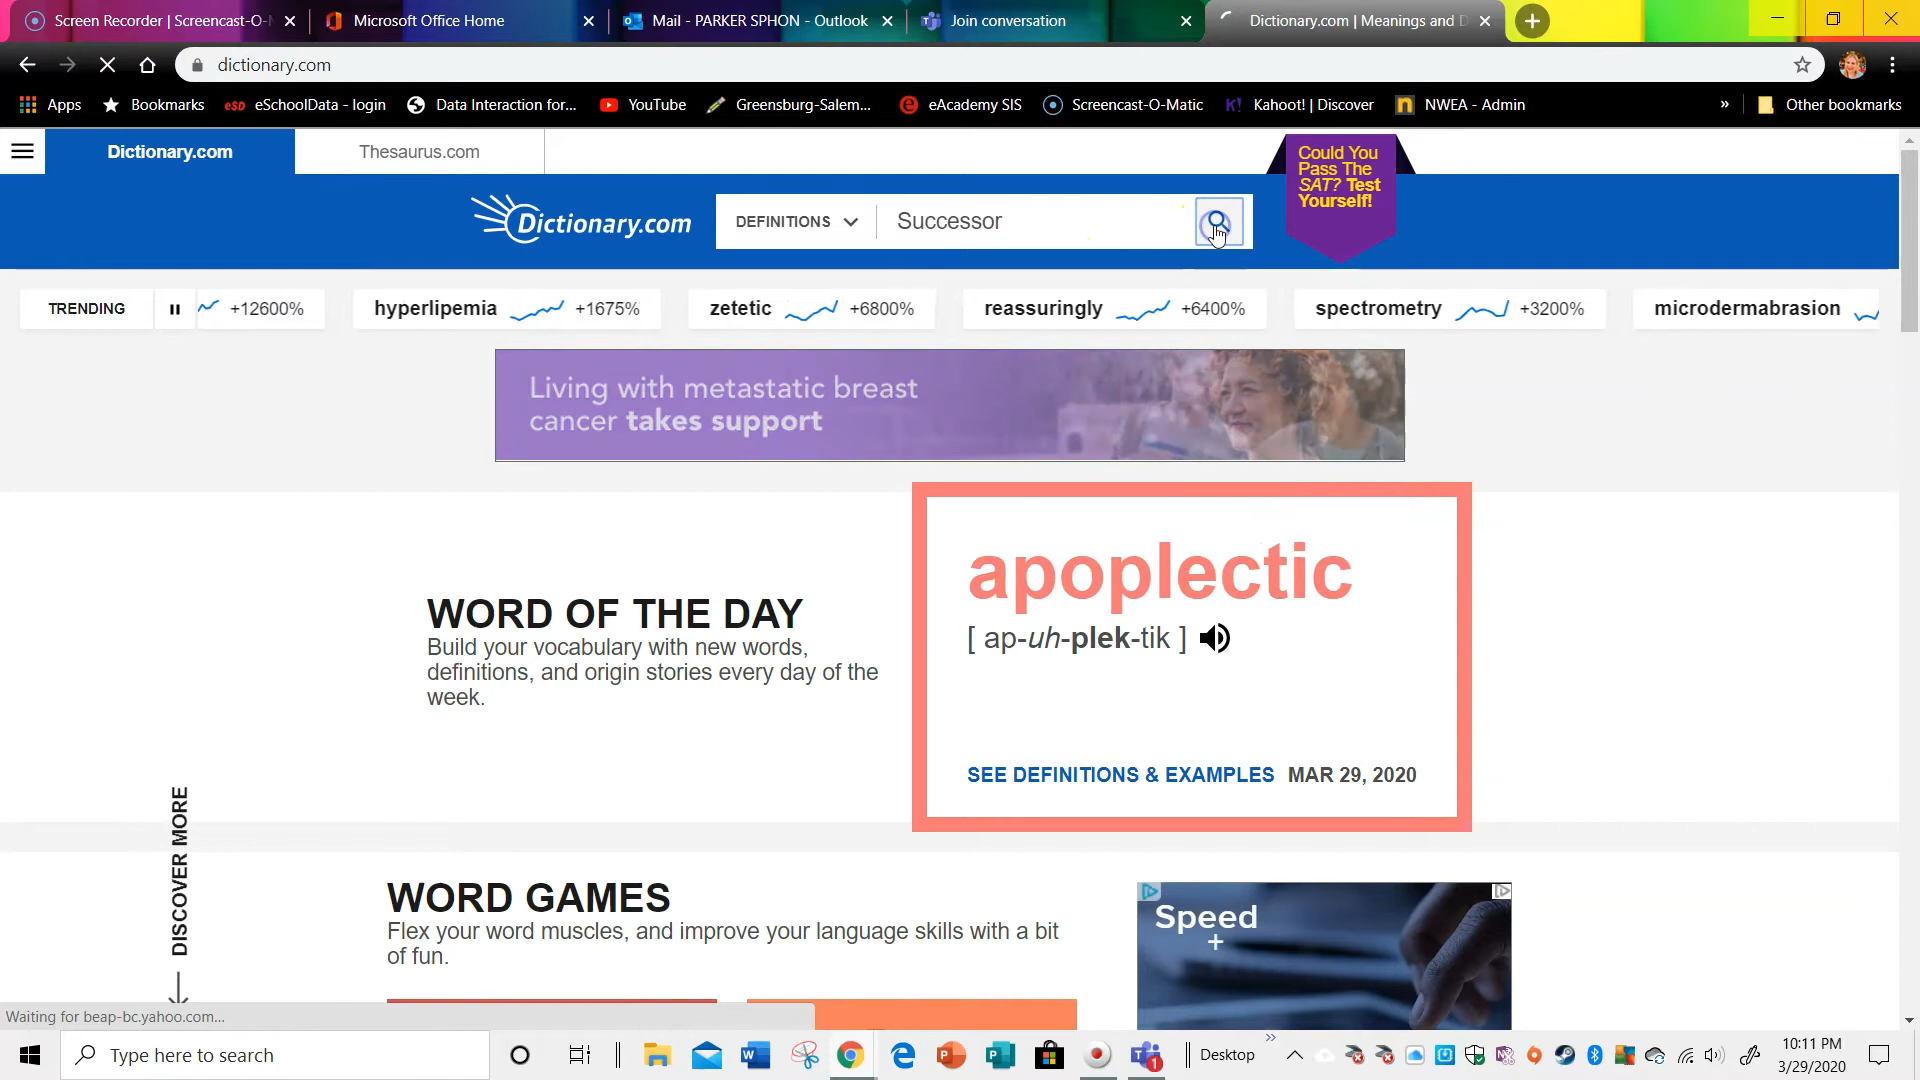 Screen Recorder | Screencast-O-
Microsoft Office Home
Mail - PARKER SPHON - Outlook
Join conversation
Dictionary.com | Meanings and D
dictionary.com
Apps
Bookmarks
esD eSchoolData - login
Data Interaction for...
YouTube
Greensburg-Salem...
eAcademy SIS
Screencast-O-Matic
K! Kahoot! | Discover
NWEA - Admin
»
Other bookmarks
Dictionary.com
Thesaurus.com
Could You
Pass The
SAT? Test
Yourself!
Dictionary.com
DEFINITIONS
Successor
TRENDING
+12600%
hyperlipemia +1675%
zetetic +6800%
reassuringly +6400%
spectrometry +3200%
microdermabrasion
Living with metastatic breast
cancer takes support
WORD OF THE DAY
Build your vocabulary with new words,
definitions, and origin stories every day of the
week.
apoplectic
[ ap-uh-plek-tik ]
SEE DEFINITIONS & EXAMPLES MAR 29, 2020
DISCOVER MORE
WORD GAMES
Flex your word muscles, and improve your language skills with a bit
of fun.
Speed
+
Waiting for beap-bc.yahoo.com...
Type here to search
1
Desktop
»
10:11 PM
3/29/2020